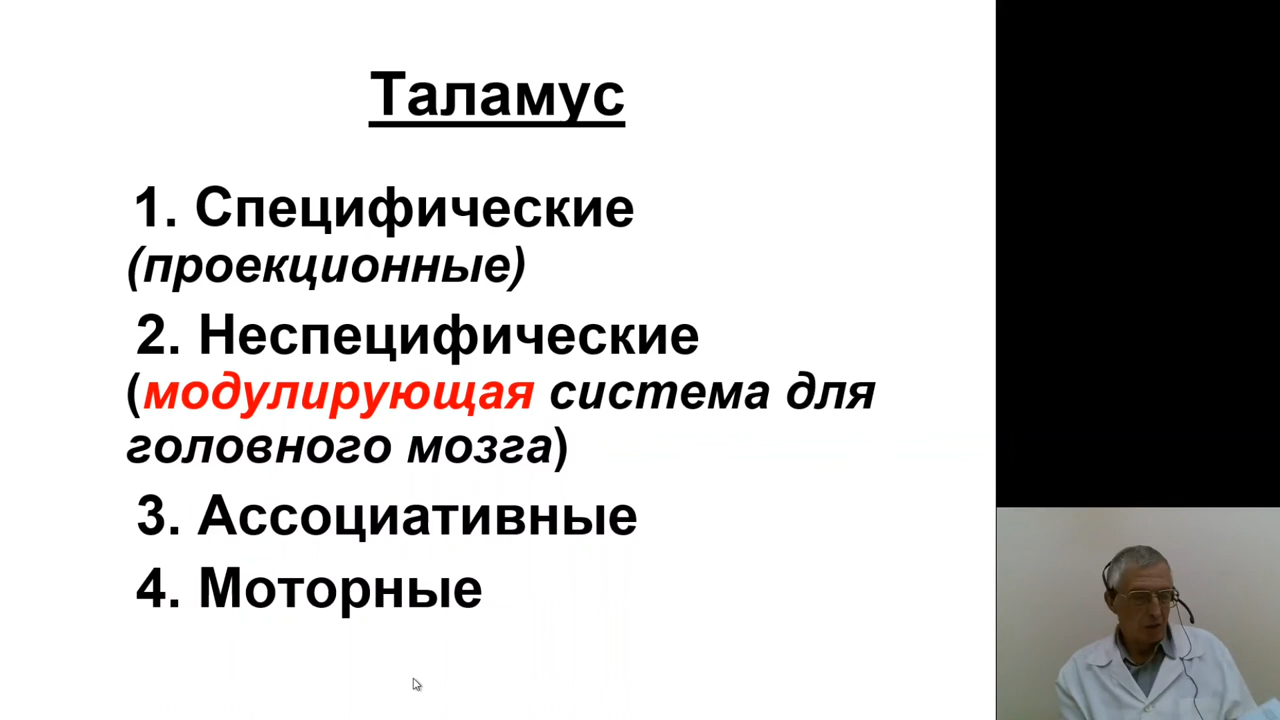 Таламус
1. Специфические
(проекционные)
2. Неспецифические
(модулирующая система для
головного мозга)
3. Ассоциативные
4. Моторные